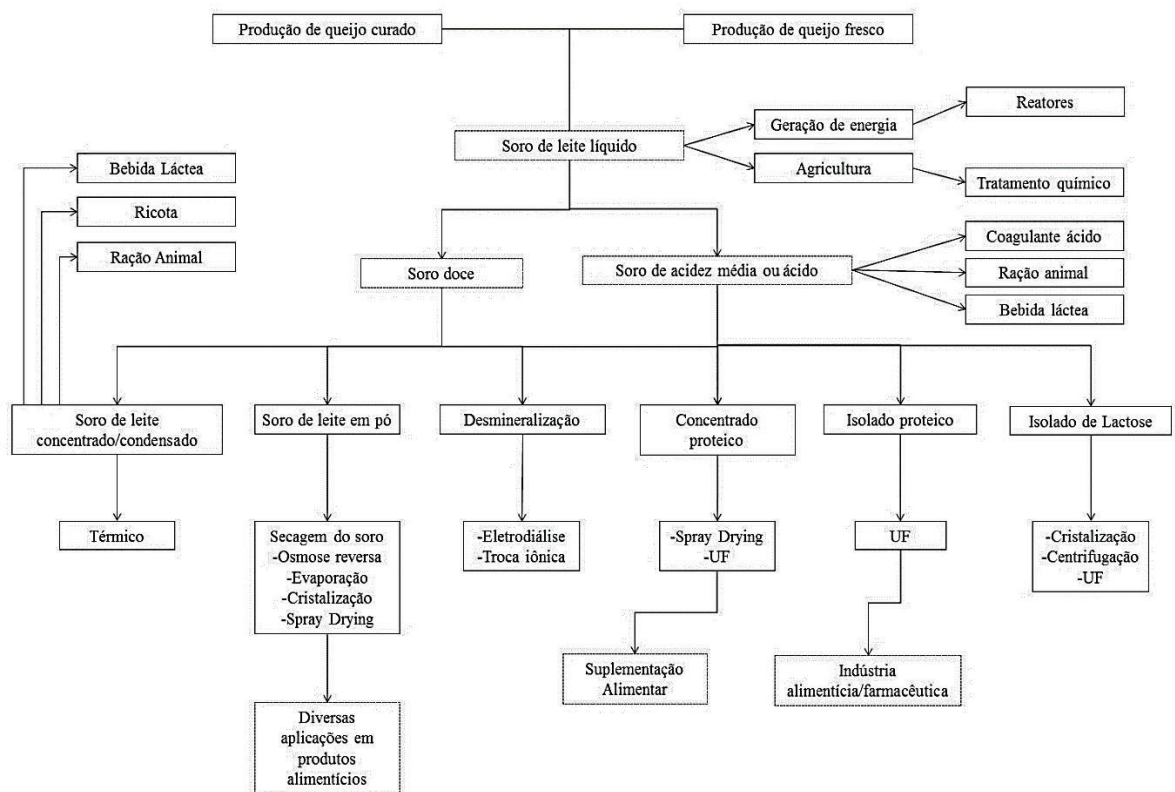 Produção de queijo curado
Produção de queijo fresco
Reatores
Geração de energia
Soro de leite líquido
Agricultura
Tratamento químico
Bebida Láctea
Ricota
Ração Animal
Coagulante ácido
Soro doce
Soro de acidez média ou ácido
Ração animal
Bebida láctea
Soro de leite
concentrado/condensado
Soro de leite em pó
Desmineralização
Concentrado
proteico
Isolado proteico
Isolado de Lactose
Térmico
Secagem do soro
-Osmose reversa
-Evaporação
-Cristalização
-Spray Drying
-Eletrodiálise
-Troca iônica
-Spray Drying
-UF
UF
-Cristalização
-Centrifugação
-UF
Suplementação
Alimentar
Indústria
alimentícia/farmacêutica
Diversas
aplicações em
produtos
alimentícios